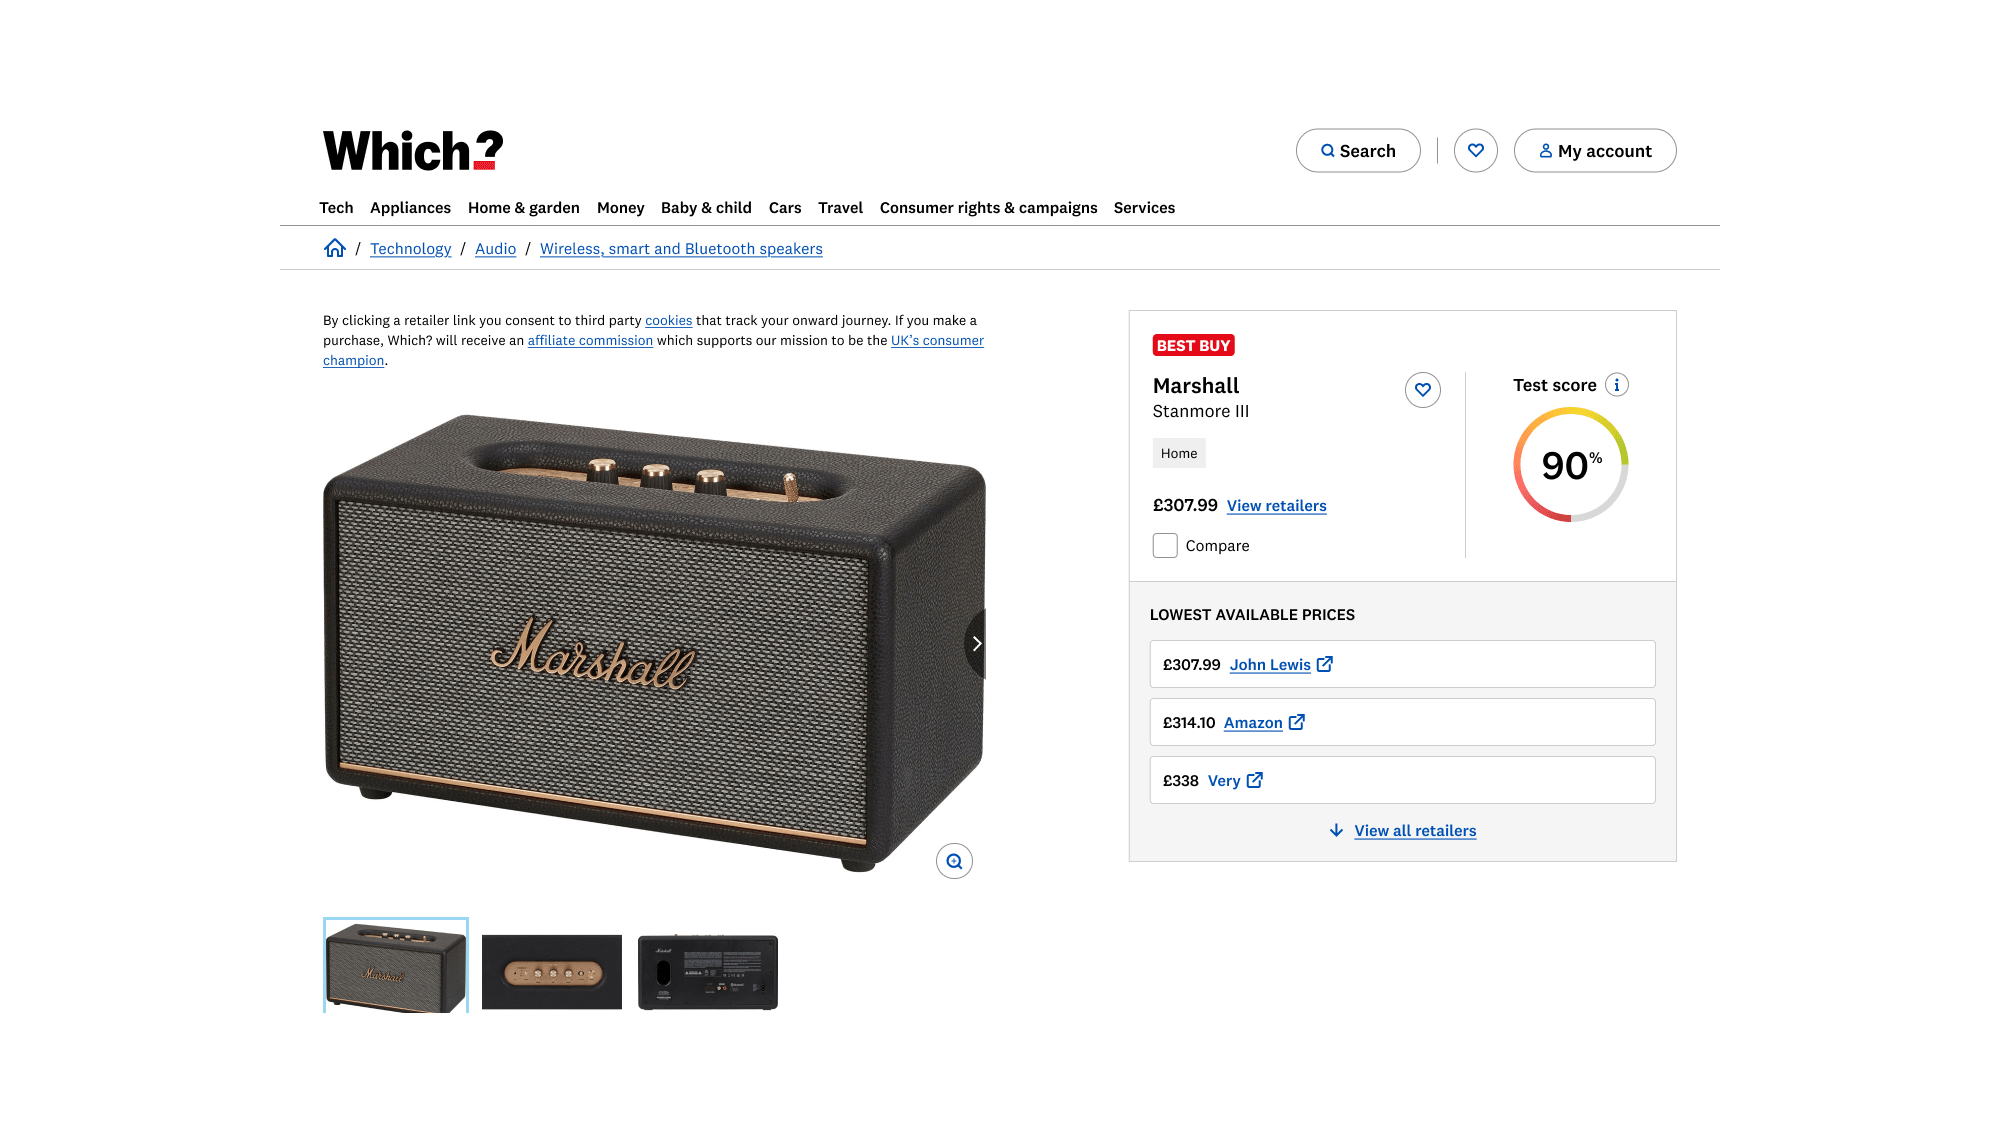 Which?
Search
My account
Tech Appliances Home & garden Money Baby & child Cars Travel Consumer rights & campaigns Services
/ Technology / Audio / Wireless, smart and Bluetooth speakers
By clicking a retailer link you consent to third party cookies that track your onward journey. If you make a
purchase, Which? will receive an affiliate commission which supports our mission to be the UK's consumer
champion.
Marshall
BEST BUY
Marshall
Stanmore III
Home
£307.99 View retailers
Compare
Test score i
90%
LOWEST AVAILABLE PRICES
£307.99 John Lewis
£314.10 Amazon
£338 Very
View all retailers
Marshall